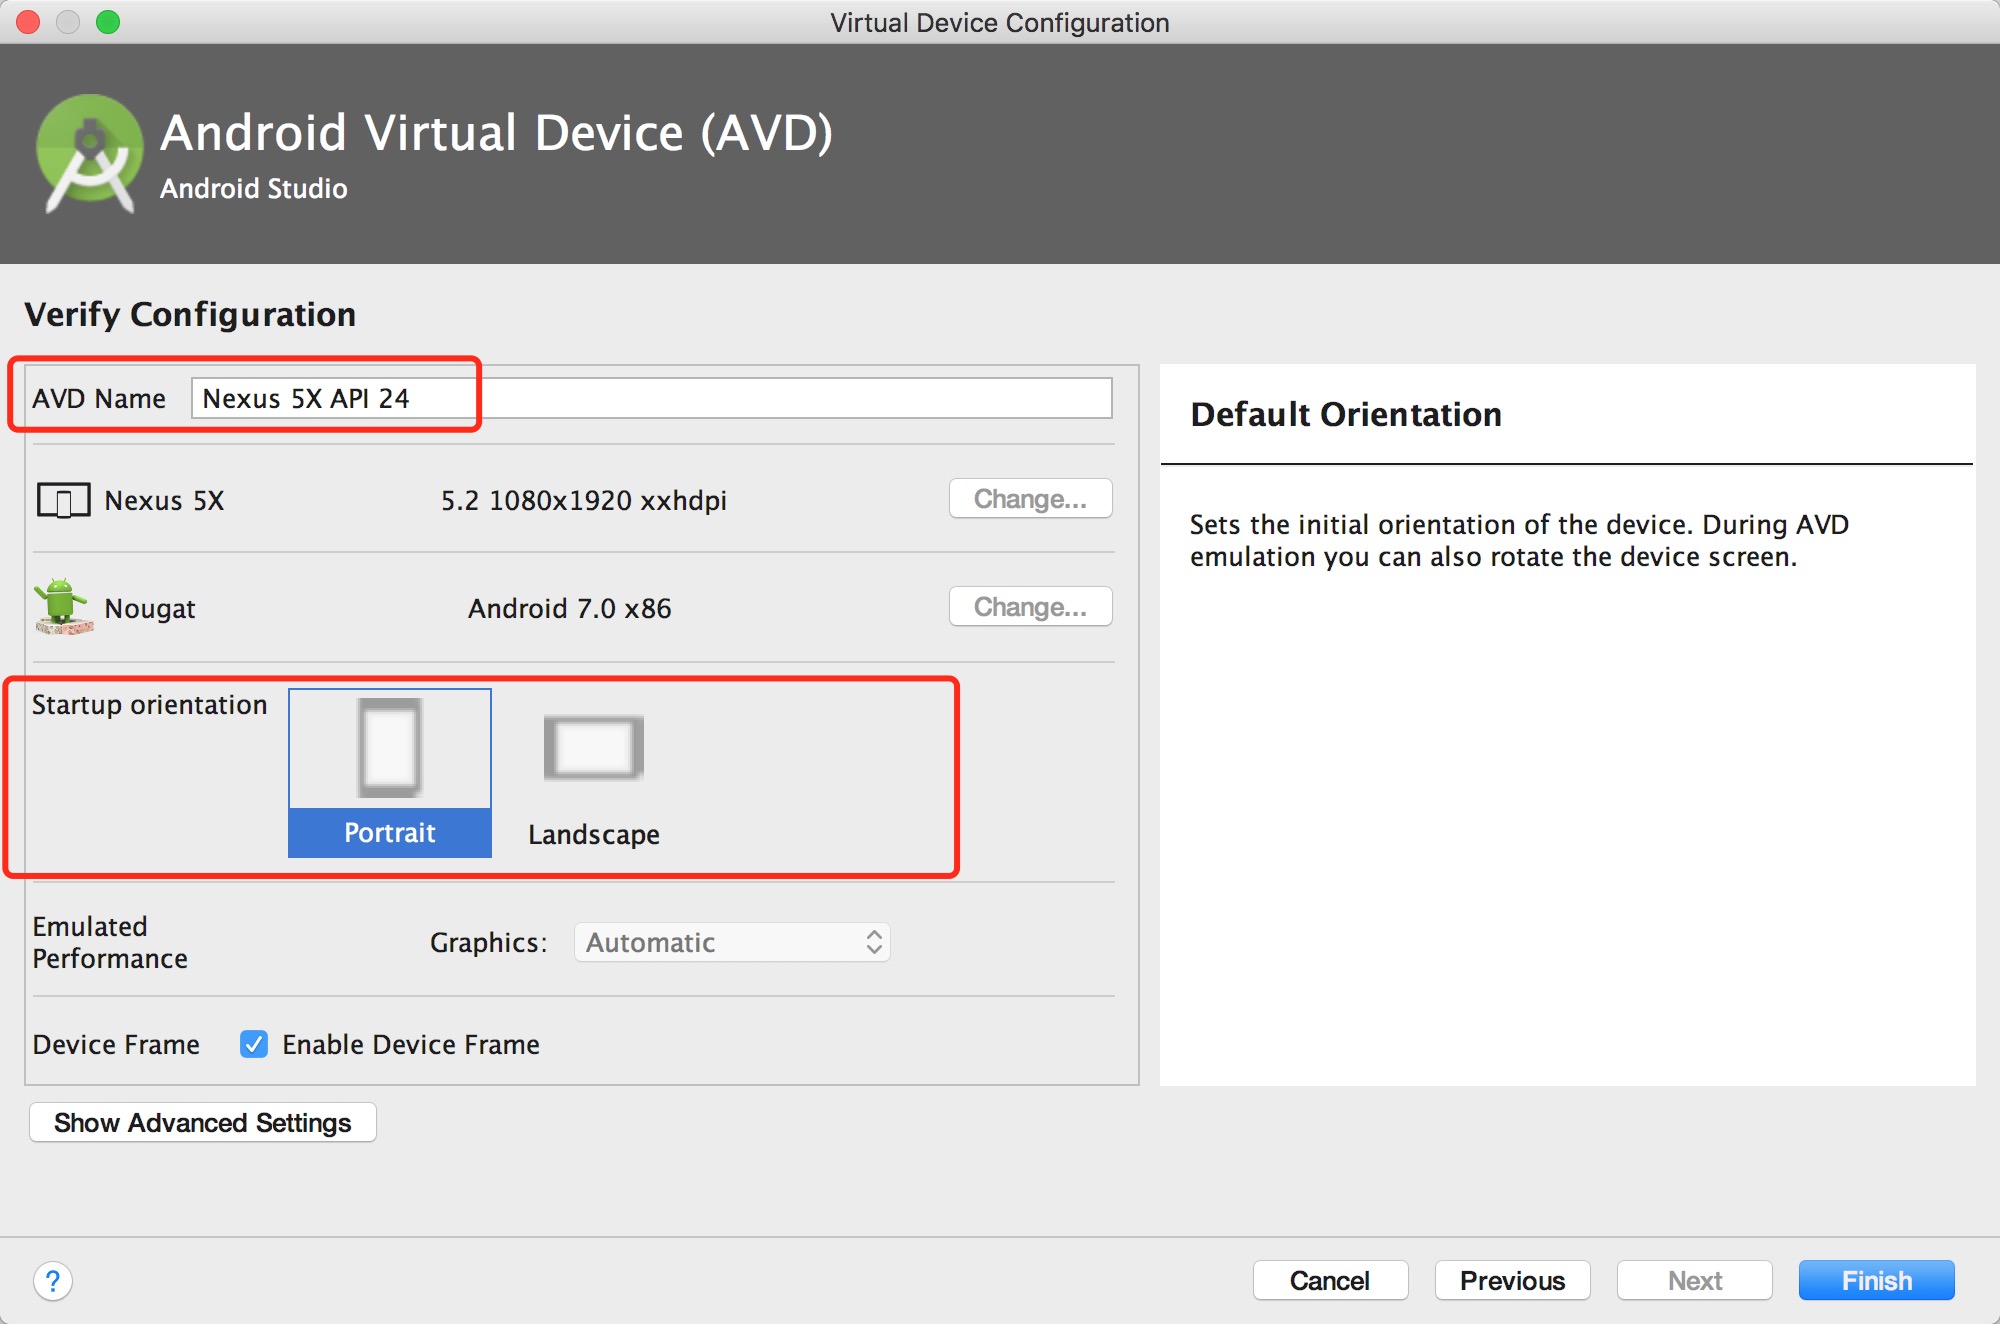 Virtual Device Configuration
Android Virtual Device (AVD)
Android Studio
Verify Configuration
AVD Name Nexus 5X API 24
Nexus 5X 5.2 1080x1920 xxhdpi Change...
Nougat Android 7.0 x86 Change...
Startup orientation
Portrait Landscape
Emulated
Performance
Graphics: Automatic
Device Frame Enable Device Frame
Show Advanced Settings
Default Orientation
Sets the initial orientation of the device. During AVD
emulation you can also rotate the device screen.
? Cancel Previous Next Finish